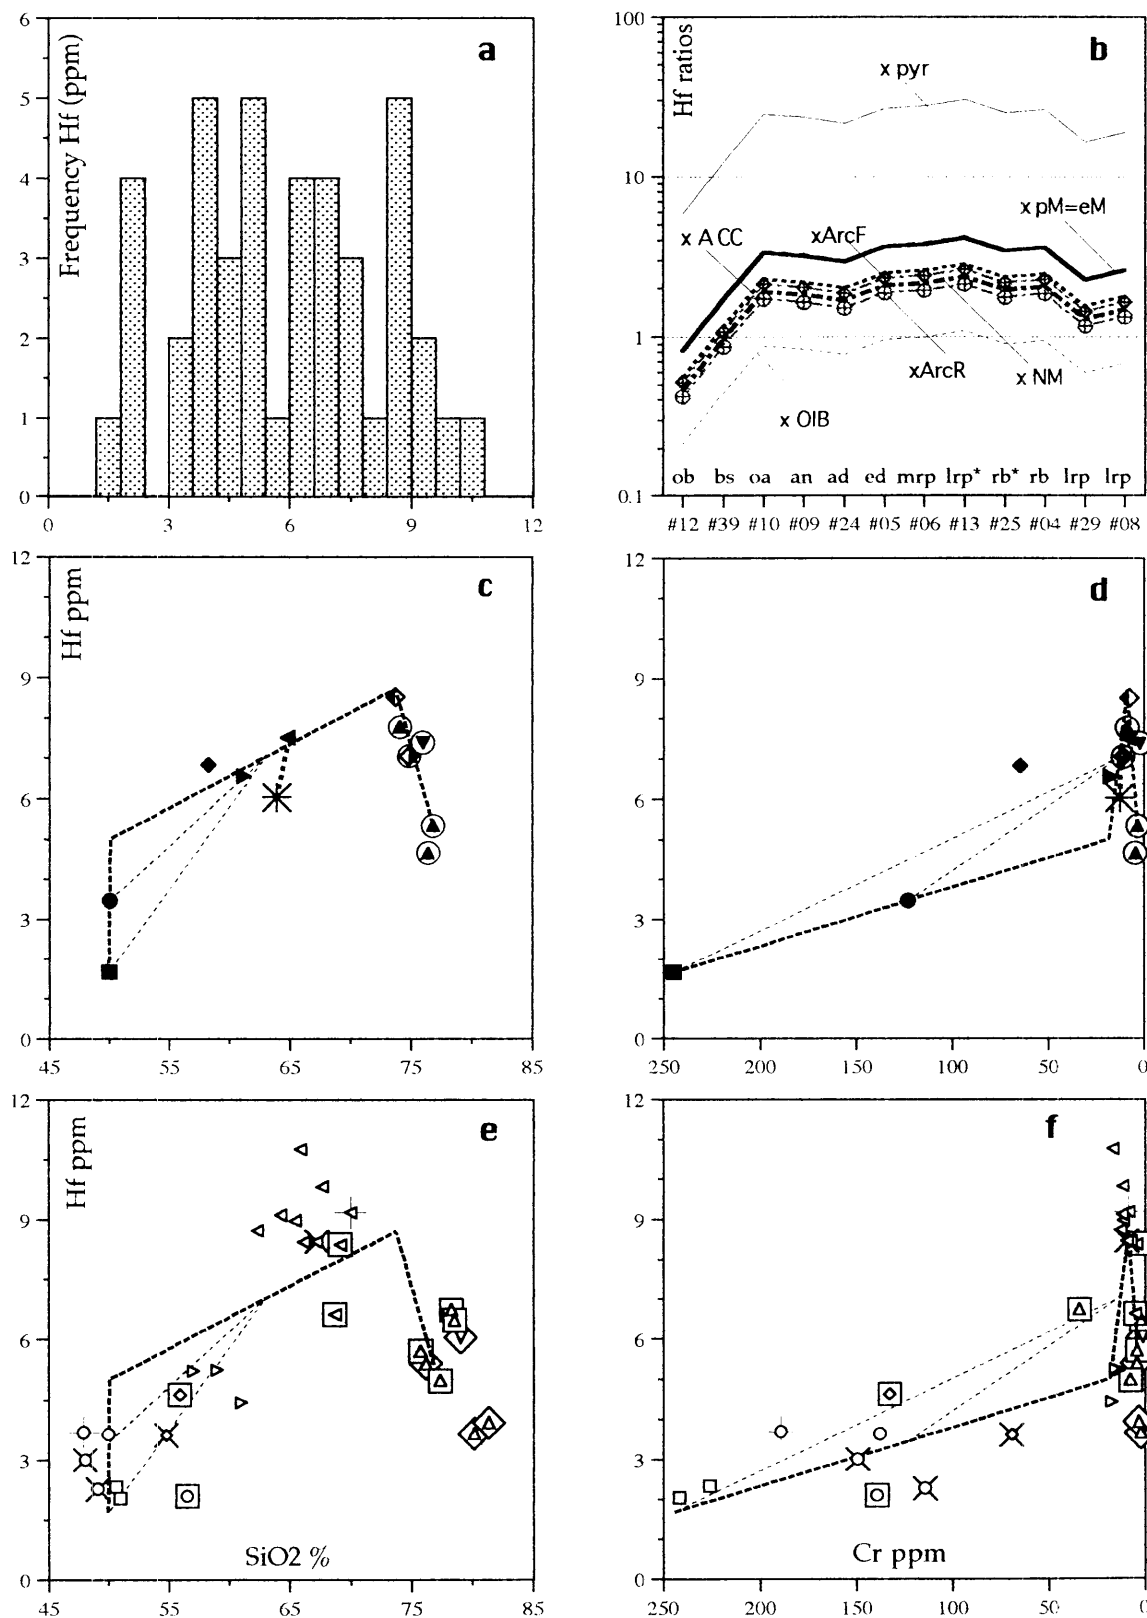 a
Frequency Hf (ppm)
6
5
4
3
2
1
0
0 3 6 9 12
b
Hf ratios
100
10
1
0.1
x pyr
x pM=eM
x ACC
xArcF
xArcR
x NM
x OIB
ob bs oa an ad ed mrp lrp* rb* rb lrp lrp
#12 #39 #10 #09 #24 #05 #06 #13 #25 #04 #29 #08
c
Hf ppm
12
9
6
3
0
45 55 65 75 85
d
12
9
6
3
0
250 200 150 100 50 0
e
Hf ppm
12
9
6
3
0
SiO2 %
45 55 65 75 85
f
12
9
6
3
0
Cr ppm
250 200 150 100 50 0